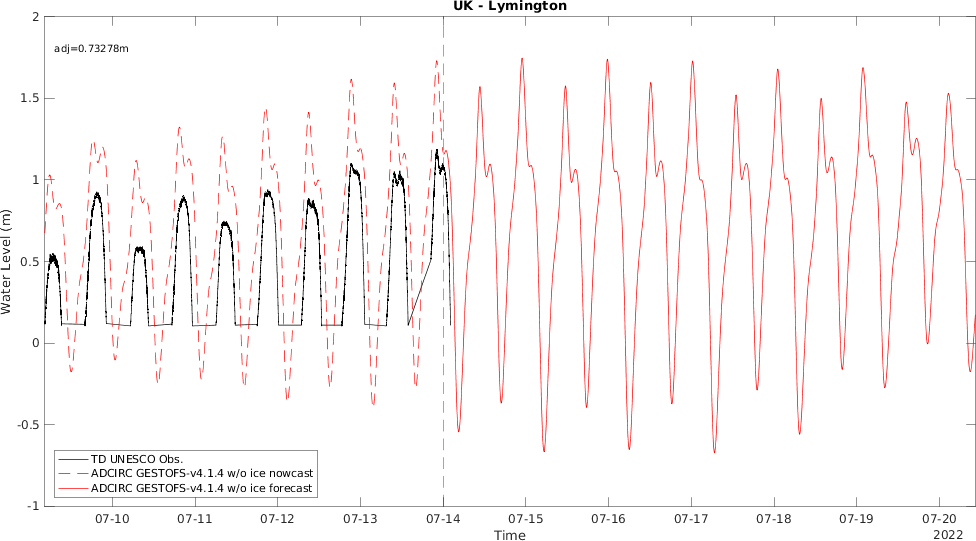 UK - Lymington
adj=0.73278m
2
1.5
1
0.5
0
-0.5
-1
Water Level (m)
TD UNESCO Obs.
ADCIRC GESTOFS-v4.1.4 w/o ice nowcast
ADCIRC GESTOFS-v4.1.4 w/o ice forecast
07-10 07-11 07-12 07-13 07-14 07-15 07-16 07-17 07-18 07-19 07-20
Time
2022